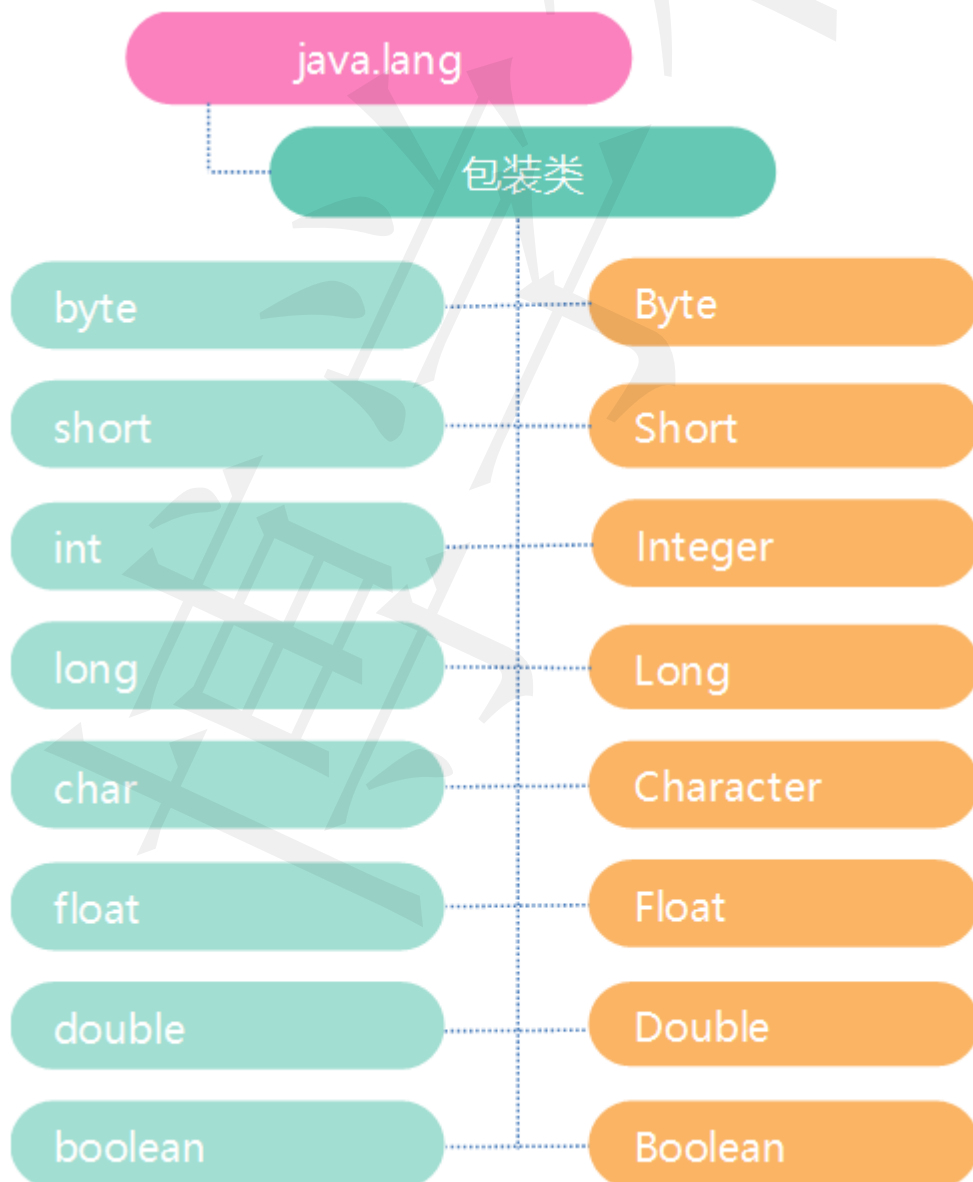 java.lang
包装类
byte
Byte
short
Short
int
Integer
long
Long
char
Character
float
Float
double
Double
boolean
Boolean